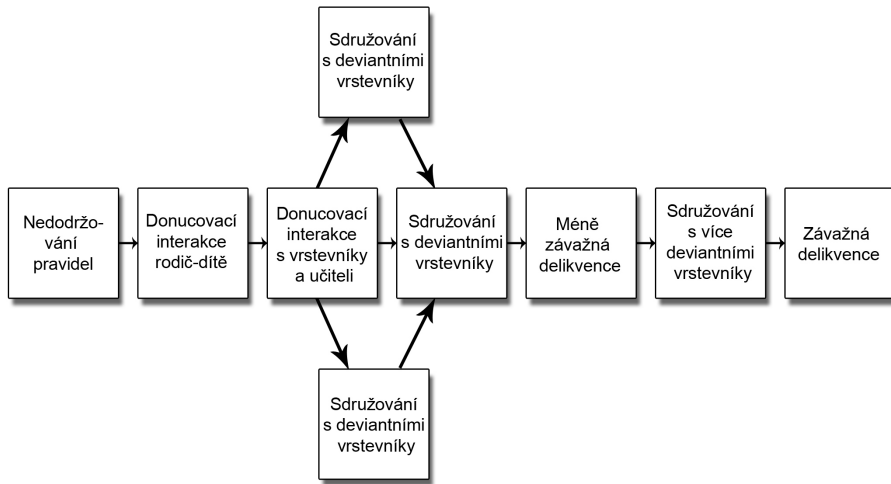 Sdružování
s deviantními
vrstevníky
Nedodržo-
vání
pravidel
Donucovací
interakce
rodič-dítě
Donucovací
interakce
s vrstevníky
a učiteli
Sdružování
s deviantními
vrstevníky
Méně
závažná
delikvence
Sdružování
s více
deviantními
vrstevníky
Závažná
delikvence
Sdružování
s deviantními
vrstevníky